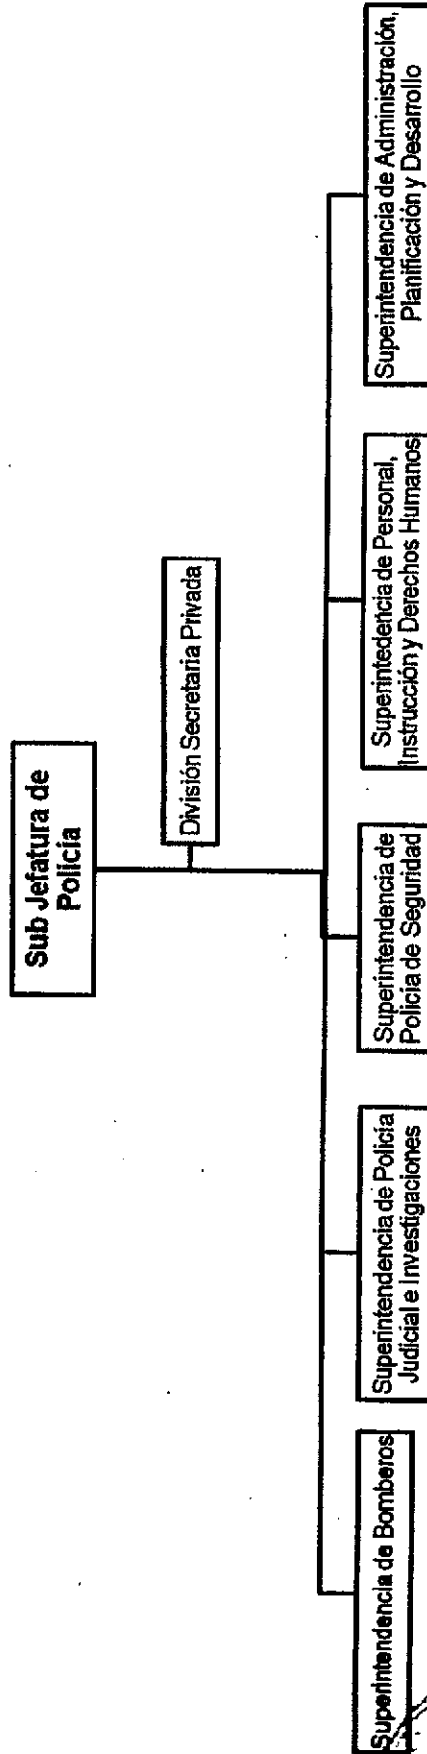 Sub Jefatura de
Policía
División Secretaria Privada
Superintendencia de Bomberos
Superintendencia de Policía
Judicial e Investigaciones
Superintendencia de
Policía de Seguridad
Superintedencia de Personal,
Instrucción y Derechos Humanos
Superintendencia de Administración,
Planificación y Desarrollo